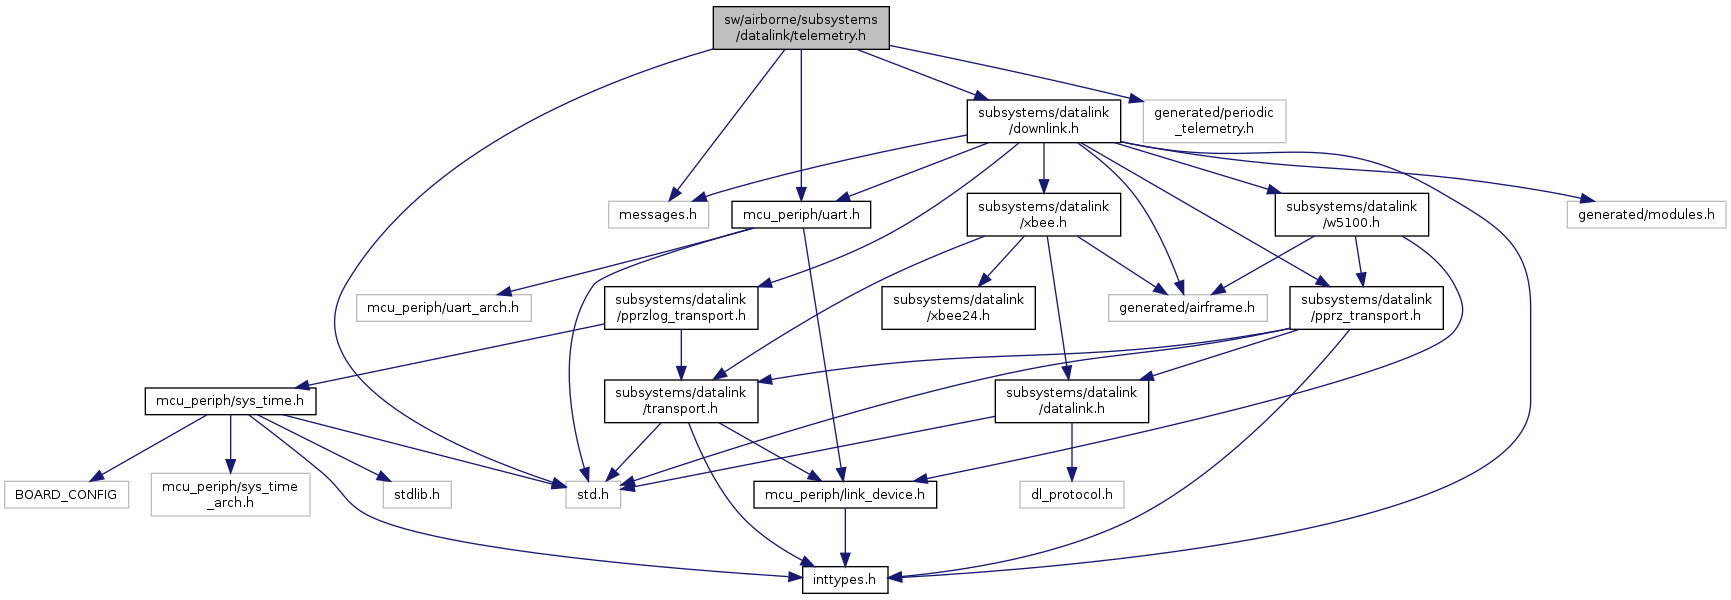 sw/airborne/subsystems
/datalink/telemetry.h
subsystems/datalink
/downlink.h
generated/periodic
_telemetry.h
messages.h
mcu_periph/uart.h
subsystems/datalink
/xbee.h
subsystems/datalink
/w5100.h
generated/modules.h
mcu_periph/uart_arch.h
subsystems/datalink
/pprzlog_transport.h
subsystems/datalink
/xbee24.h
generated/airframe.h
subsystems/datalink
/pprz_transport.h
mcu_periph/sys_time.h
subsystems/datalink
/transport.h
subsystems/datalink
/datalink.h
BOARD_CONFIG
mcu_periph/sys_time
_arch.h
stdlib.h
std.h
mcu_periph/link_device.h
dl_protocol.h
inttypes.h